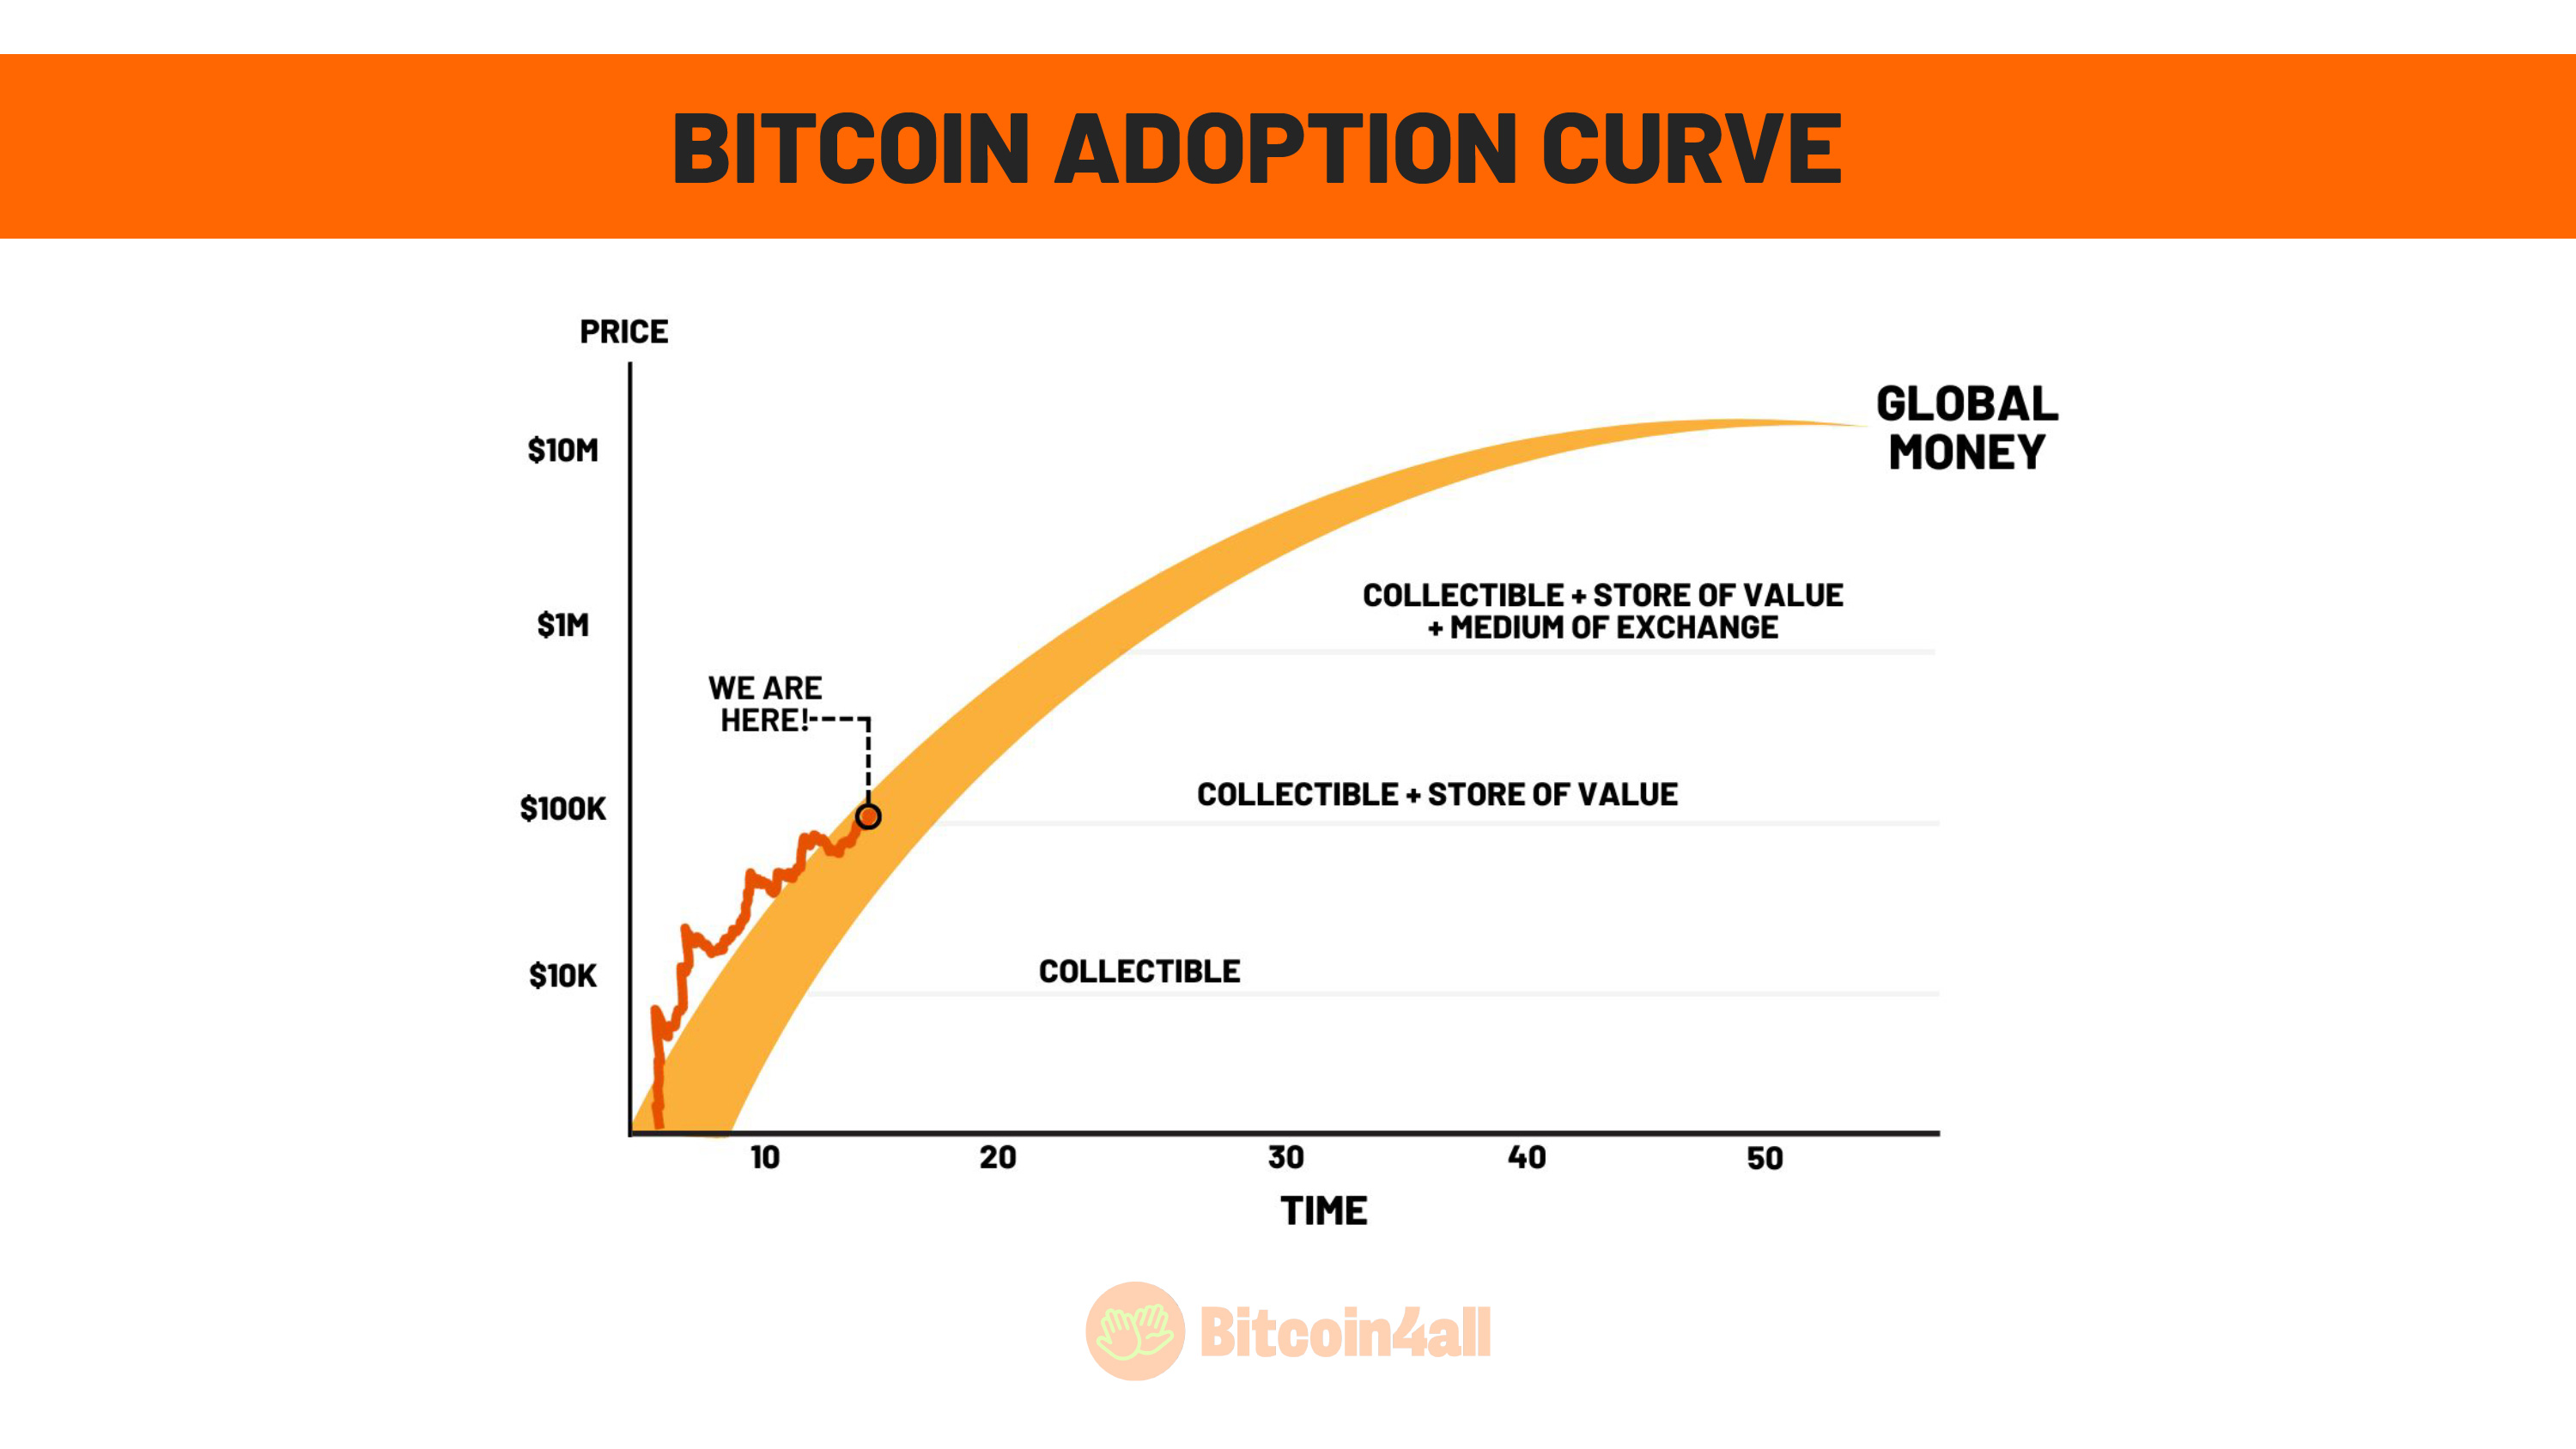 BITCOIN ADOPTION CURVE
PRICE
GLOBAL
MONEY
$10M
COLLECTIBLE + STORE OF VALUE
+ MEDIUM OF EXCHANGE
$1M
WE ARE
HERE!
COLLECTIBLE + STORE OF VALUE
$100K
COLLECTIBLE
$10K
10 20 30 40 50
TIME
Bitcoin4all